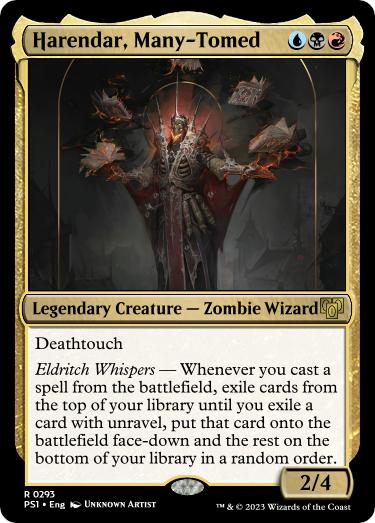 Harendar, Many-Tomed
Legendary Creature — Zombie Wizard
Deathtouch
Eldritch Whispers — Whenever you cast a
spell from the battlefield, exile cards from
the top of your library until you exile a
card with unravel, put that card onto the
battlefield face-down and the rest on the
bottom of your library in a random order.
2/4
R 0293
PS1 • Eng Unknown Artist
™ & © 2023 Wizards of the Coast